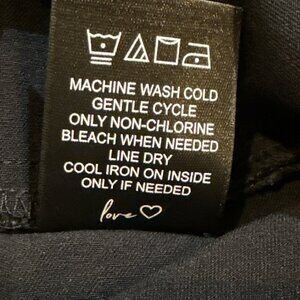 MACHINE WASH COLD
GENTLE CYCLE
ONLY NON-CHLORINE
BLEACH WHEN NEEDED
LINE DRY
COOL IRON ON INSIDE
ONLY IF NEEDED
love